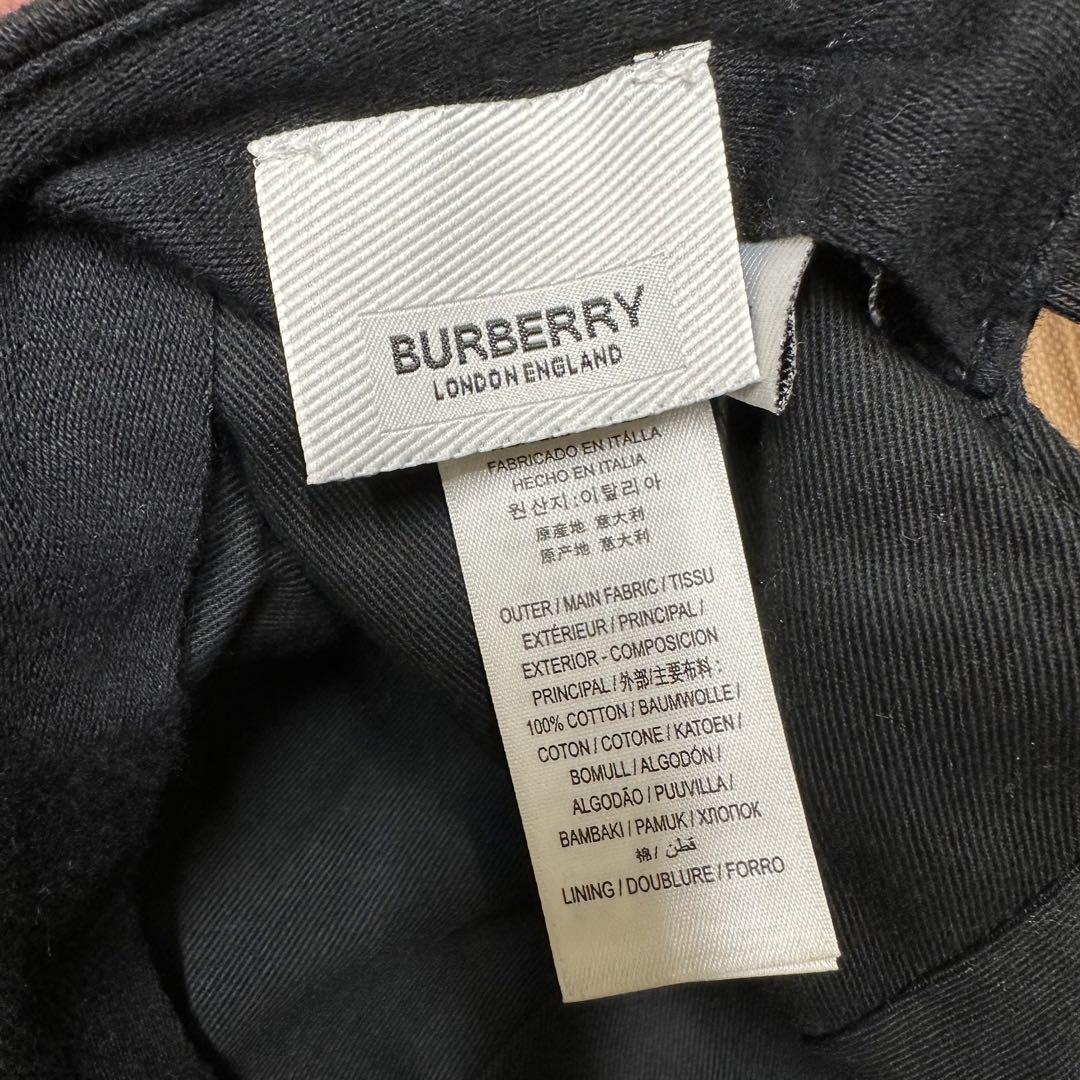 BURBERRY
LONDON ENGLAND
FABRICADO EN ITÁLLA
HECHO EN ITALIA
원산지:이탈리아
原產地 意大利
原产地 意大利
OUTER / MAIN FABRIC / TISSU
EXTÉRIEUR / PRINCIPAL /
EXTERIOR - COMPOSICION
PRINCIPAL / 外部/主要布料 :
100% COTTON / BAUMWOLLE /
COTON / COTONE / KATOEN /
BOMULL / ALGODÓN /
ALGODÃO / PUUVILLA /
BAMBAKI / PAMUK / ХЛОПОК
棉 / قطن
LINING / DOUBLURE / FORRO